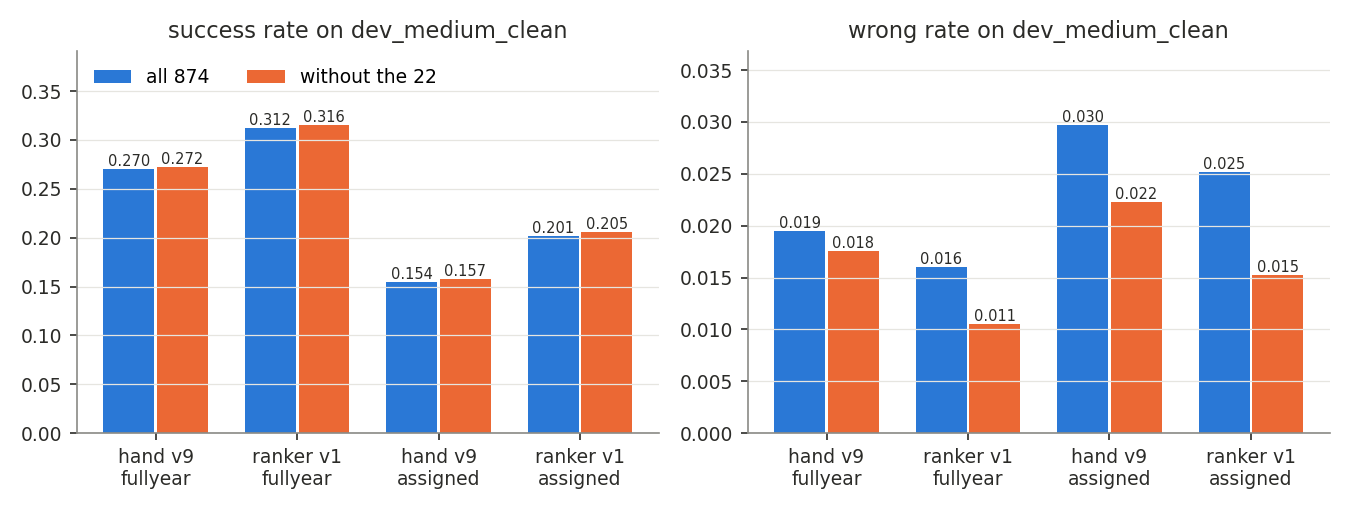 success rate on dev_medium_clean
all 874
without the 22
0.35
0.30
0.25
0.20
0.15
0.10
0.05
0.00
0.270
0.272
0.312
0.316
0.154
0.157
0.201
0.205
hand v9
fullyear
ranker v1
fullyear
hand v9
assigned
ranker v1
assigned
wrong rate on dev_medium_clean
0.035
0.030
0.025
0.020
0.015
0.010
0.005
0.000
0.019
0.018
0.016
0.011
0.030
0.022
0.025
0.015
hand v9
fullyear
ranker v1
fullyear
hand v9
assigned
ranker v1
assigned